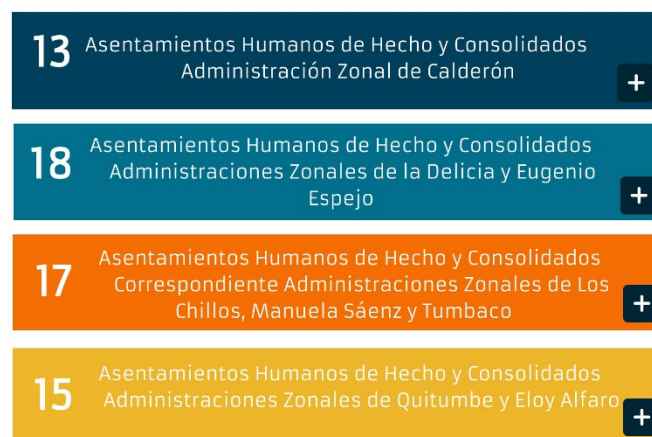 13 Asentamientos Humanos de Hecho y Consolidados
Administración Zonal de Calderón
+
Asentamientos Humanos de Hecho y Consolidados
18 Administraciones Zonales de la Delicia y Eugenio
Espejo
+
Asentamientos Humanos de Hecho y Consolidados
17 Correspondiente Administraciones Zonales de Los
Chillos, Manuela Sáenz y Tumbaco
+
Asentamientos Humanos de Hecho y Consolidados
15 Administraciones Zonales de Quitumbe y Eloy Alfaro
+